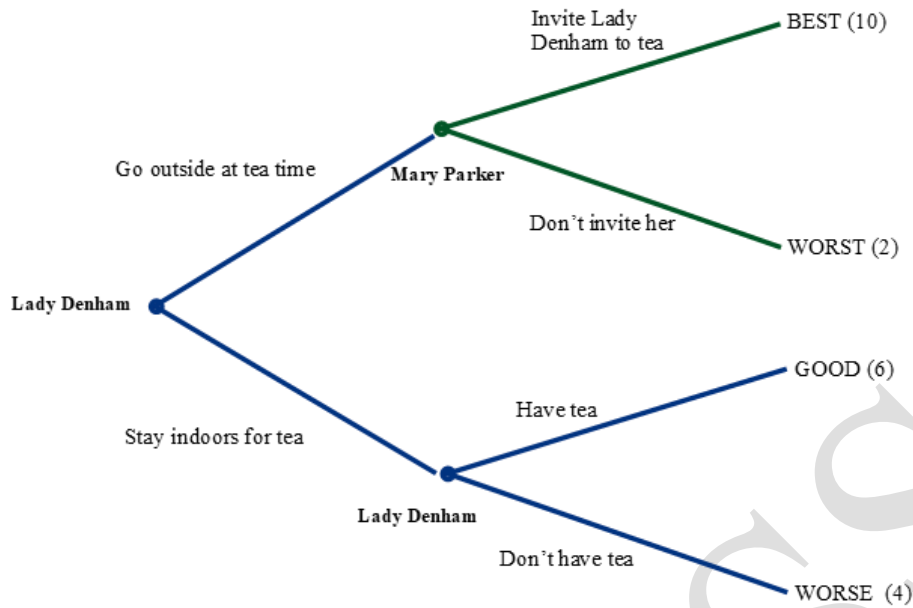 Invite Lady
Denham to tea
BEST (10)
Go outside at tea time
Mary Parker
Don't invite her
WORST (2)
Lady Denham
GOOD (6)
Have tea
Stay indoors for tea
Lady Denham
Don't have tea
WORSE (4)